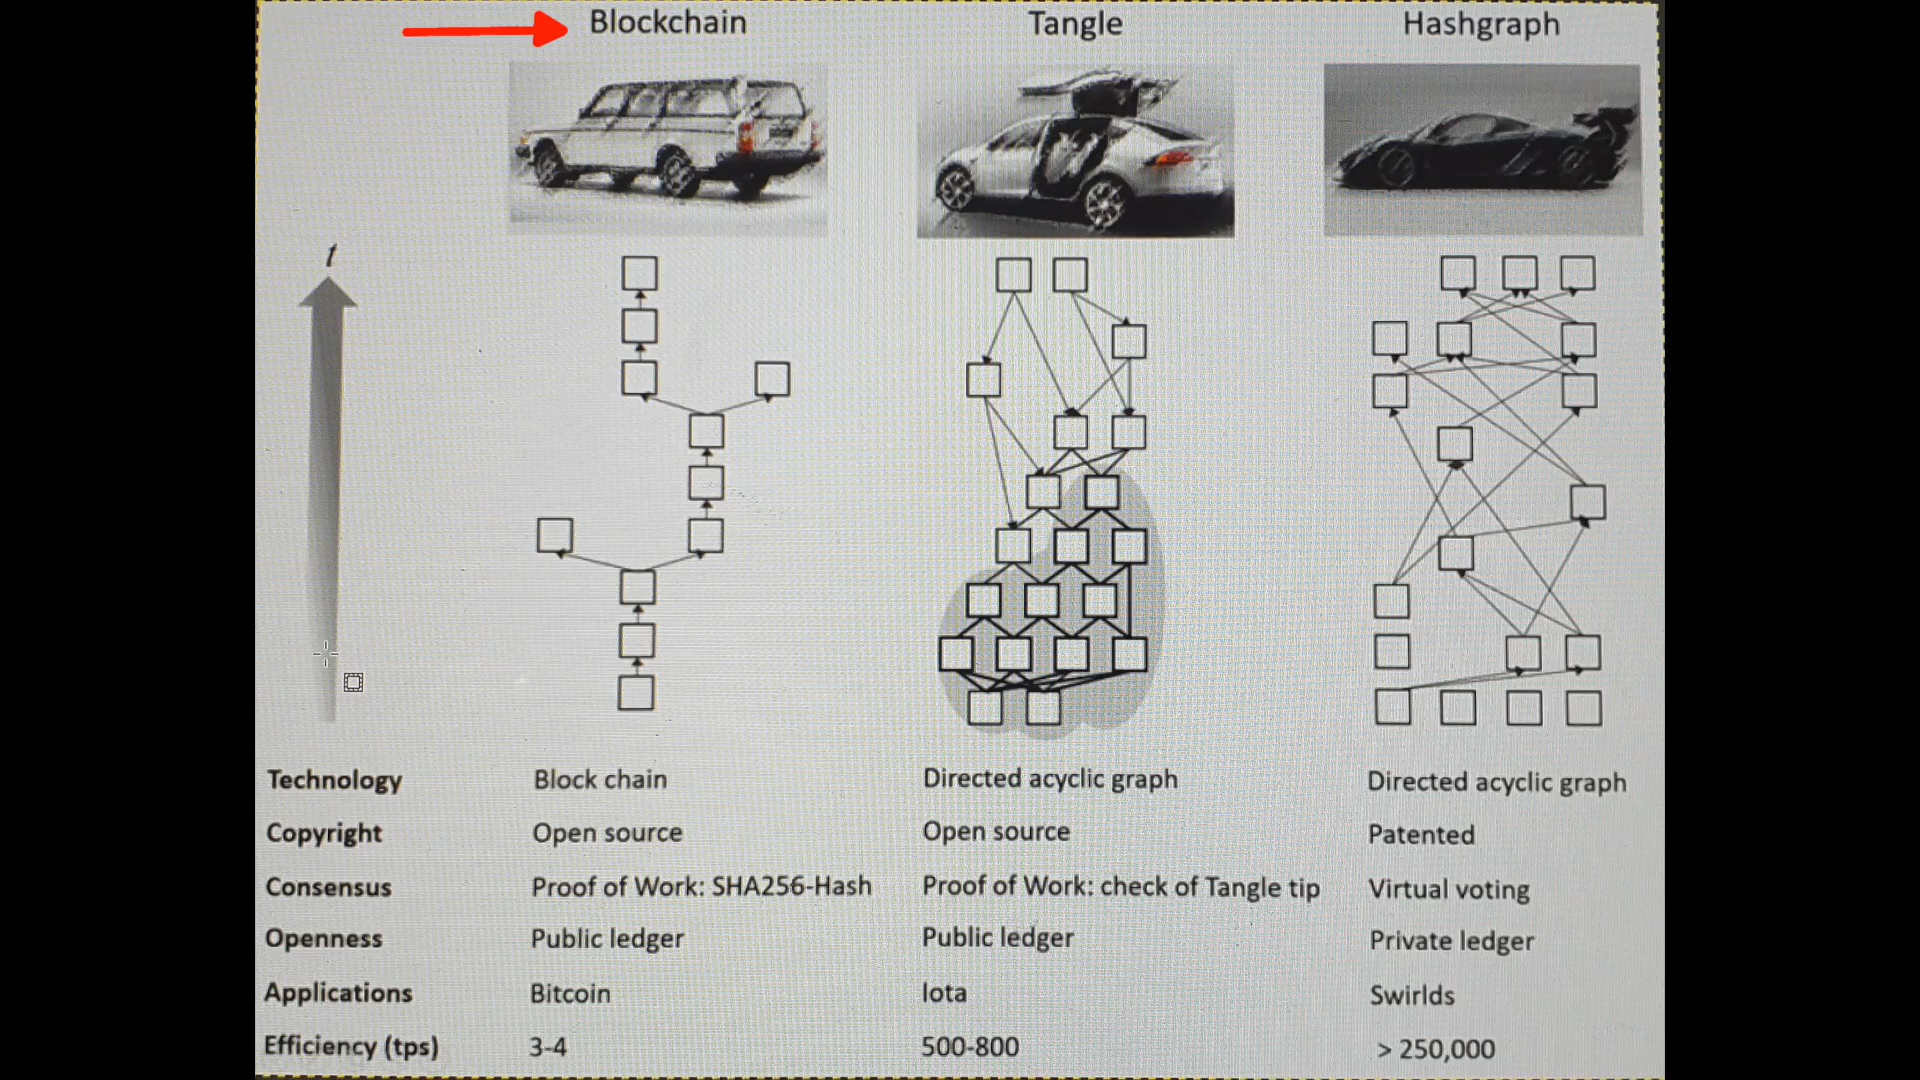 Blockchain Tangle Hashgraph
t
Technology Block chain Directed acyclic graph Directed acyclic graph
Copyright Open source Open source Patented
Consensus Proof of Work: SHA256-Hash Proof of Work: check of Tangle tip Virtual voting
Openness Public ledger Public ledger Private ledger
Applications Bitcoin Iota Swirlds
Efficiency (tps) 3-4 500-800 > 250,000